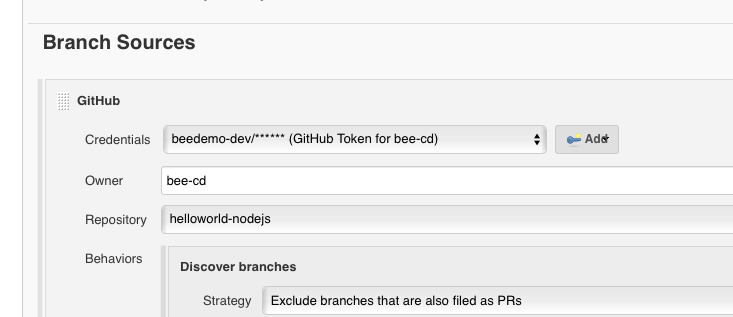 Branch Sources
GitHub
Credentials beedemo-dev/****** (GitHub Token for bee-cd) Add
Owner bee-cd
Repository helloworld-nodejs
Behaviors
Discover branches
Strategy Exclude branches that are also filed as PRs